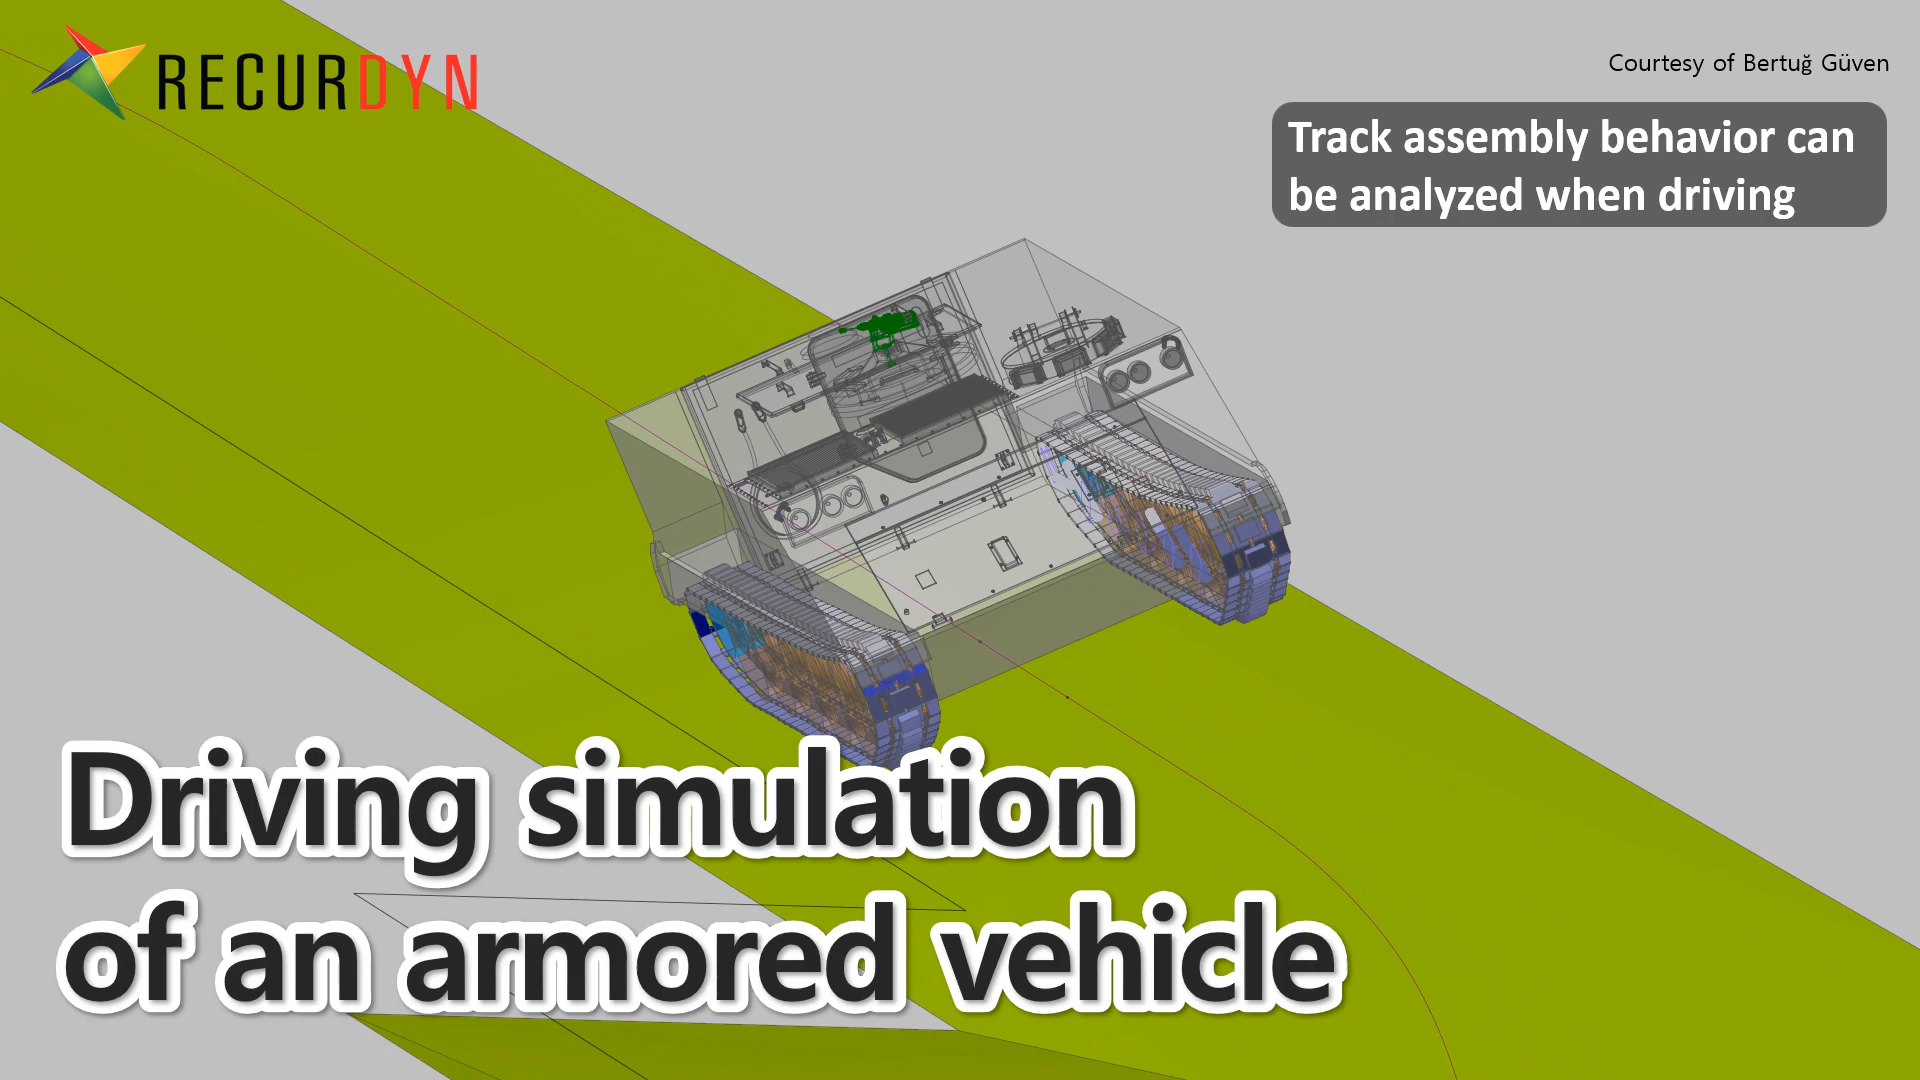 RECURDYN
Courtesy of Bertuğ Güven
Track assembly behavior can
be analyzed when driving
Driving simulation
of an armored vehicle